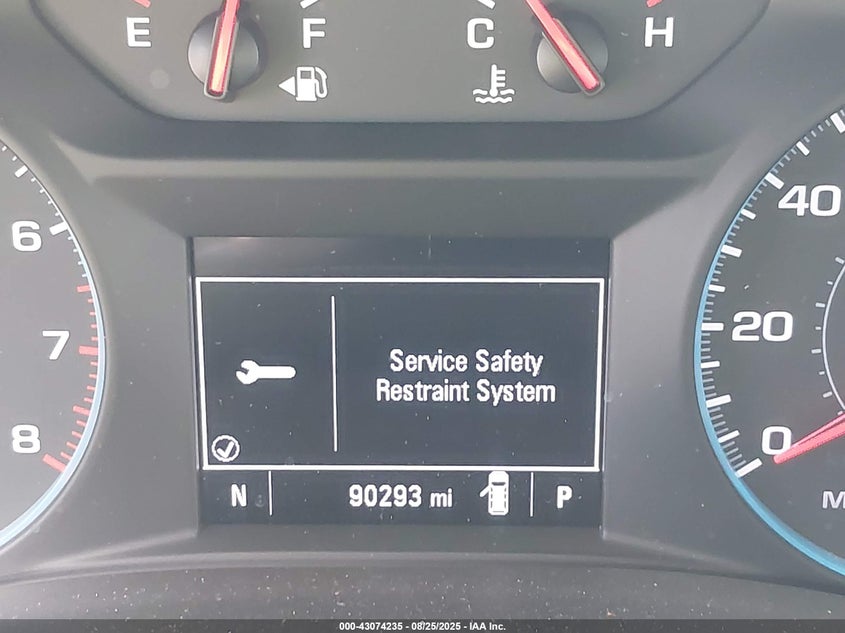 E F C H
6
7
8
40
20
0
Service Safety
Restraint System
N 90293 mi P
M
000-43074235 - 08/25/2025 - IAA Inc.